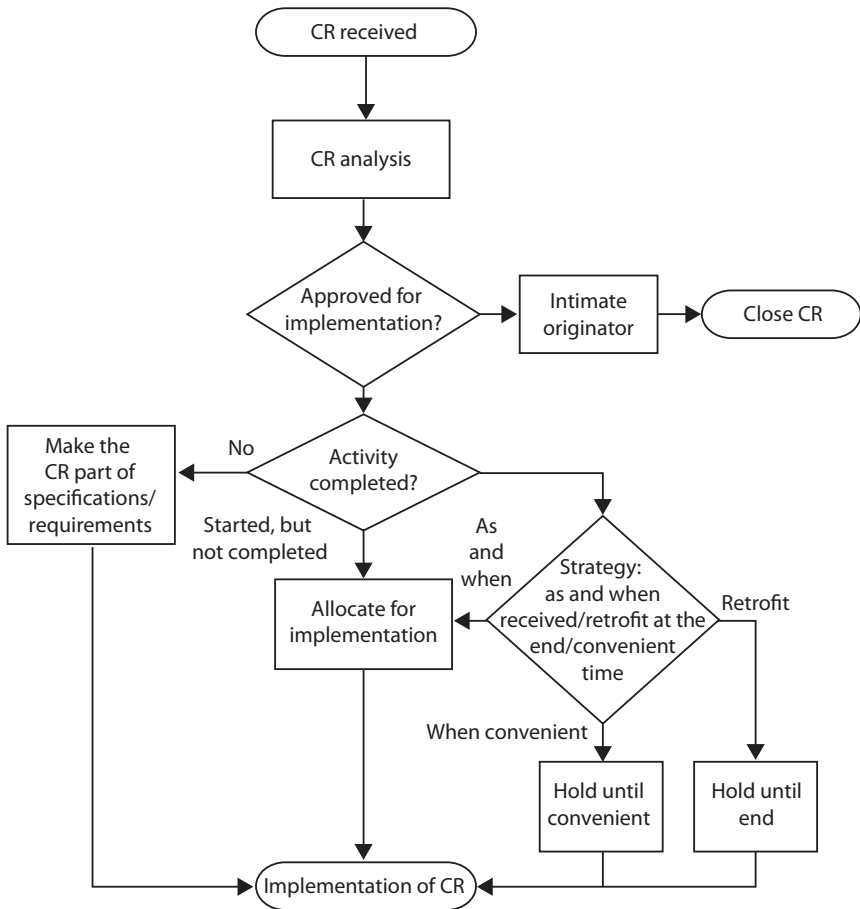 CR received
CR analysis
Approved for
implementation?
Intimate
originator
Close CR
Make the
CR part of
specifications/
requirements
No
Activity
completed?
Started, but
not completed
As
and
when
Strategy:
as and when
received/retrofit at the
end/convenient
time
Retrofit
Allocate for
implementation
When convenient
Hold until
convenient
Hold until
end
Implementation of CR